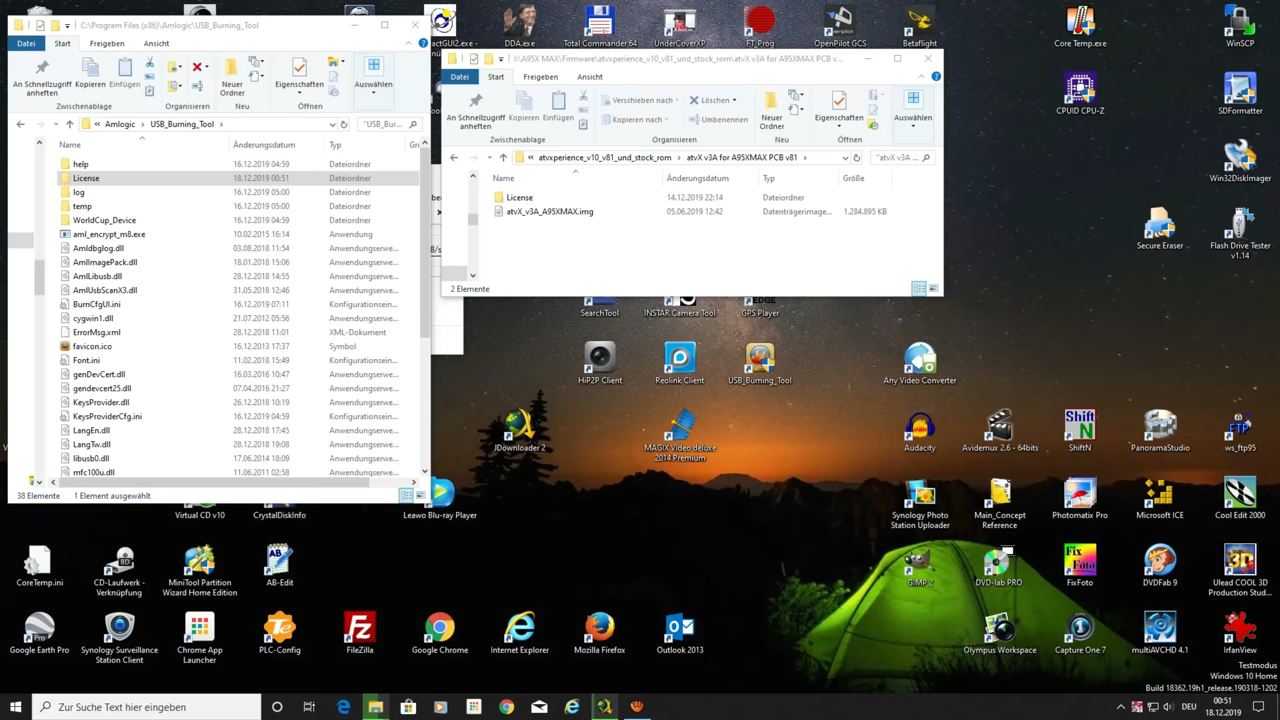 C:\Program Files (x86)\Amlogic\USB_Burning_Tool
Datei Start Freigeben Ansicht
An Schnellzugriff anheften
Kopieren
Einfügen
Neuer Ordner
Eigenschaften
Auswählen
Zwischenablage Organisieren Neu Öffnen
Amlogic USB_Burning_Tool "USB_Bur...
Name Änderungsdatum Typ
help 16.12.2019 04:59 Dateiordner
License 18.12.2019 00:51 Dateiordner
log 16.12.2019 05:00 Dateiordner
temp 16.12.2019 05:00 Dateiordner
WorldCup_Device 16.12.2019 04:59 Dateiordner
aml_encrypt_m8.exe 02.02.2015 16:14 Anwendung
Amldbglog.dll 03.08.2018 11:54 Anwendungserwe...
AmlImagePack.dll 18.01.2018 15:06 Anwendungserwe...
AmlLibusb.dll 28.12.2018 14:55 Anwendungserwe...
AmlUsbScanX3.dll 31.05.2018 12:46 Anwendungserwe...
BurnCfgUI.ini 16.12.2019 07:11 Konfigurationsein...
cygwin1.dll 21.07.2012 05:56 Anwendungserwe...
ErrorMsg.xml 28.12.2018 11:01 XML-Dokument
favicon.ico 16.12.2013 17:37 Symbol
Font.ini 11.02.2018 15:49 Konfigurationsein...
genDevCert.dll 16.03.2016 10:47 Anwendungserwe...
gendevcert25.dll 07.04.2016 21:27 Anwendungserwe...
KeysProvider.dll 26.12.2018 10:19 Anwendungserwe...
KeysProviderCfg.ini 16.12.2019 04:59 Konfigurationsein...
LangEn.dll 28.12.2018 17:45 Anwendungserwe...
LangTw.dll 28.12.2018 19:08 Anwendungserwe...
libusb0.dll 17.06.2014 18:09 Anwendungserwe...
mfc100u.dll 11.06.2011 02:58 Anwendungserwe...
38 Elemente 1 Element ausgewählt
I:\A95X MAX\Firmware\atvxperience_v10_v81_und_stock_rom\atvX v3A for A95XMAX PCB v...
Datei Start Freigeben Ansicht
An Schnellzugriff anheften
Kopieren
Einfügen
Verschieben nach
Kopieren nach
Löschen
Umbenennen
Neuer Ordner
Eigenschaften
Auswählen
Zwischenablage Organisieren Neu Öffnen
atvxperience_v10_v81_und_stock_rom atvX v3A for A95XMAX PCB v81 "atvX v3A ...
Name Änderungsdatum Typ Größe
License 14.12.2019 22:14 Dateiordner
atvX_v3A_A95XMAX.img 05.06.2019 12:42 Datenträgerimage... 1.284.895 KB
2 Elemente
DDA.exe
Total Commander 64
UnderCoverXP
FT_Prog
OpenPilot GCS
Betaflight
Core Temp.exe
WinSCP
CPUID CPU-Z
SDFormatter
Win32DiskImager
Secure Eraser
Flash Drive Tester v1.14
SearchTool
INSTAR Camera Tool
GPS Player
HiP2P Client
Reolink Client
USB_Burning_Tool
Any Video Converter
JDownloader 2
MAGIX Video deluxe 2014 Premium
Audacity
Avidemux 2.6 - 64bits
ShiftN
PanoramaStudio
ws_ftp95
Virtual CD v10
CrystalDiskInfo
Leawo Blu-ray Player
Synology Photo Station Uploader
Main_Concept Reference
Photomatix Pro
Microsoft ICE
Cool Edit 2000
CoreTemp.ini
CD-Laufwerk - Verknüpfung
MiniTool Partition Wizard Home Edition
AB-Edit
GIMP 2
DVD-lab PRO
FixFoto
DVDFab 9
Ulead COOL 3D Production Stud...
Google Earth Pro
Synology Surveillance Station Client
Chrome App Launcher
PLC-Config
FileZilla
Google Chrome
Internet Explorer
Mozilla Firefox
Outlook 2013
Olympus Workspace
Capture One 7
multiAVCHD 4.1
IrfanView
Testmodus
Windows 10 Home
Build 18362.19h1_release.190318-1202
Zur Suche Text hier eingeben
DEU
00:51
18.12.2019